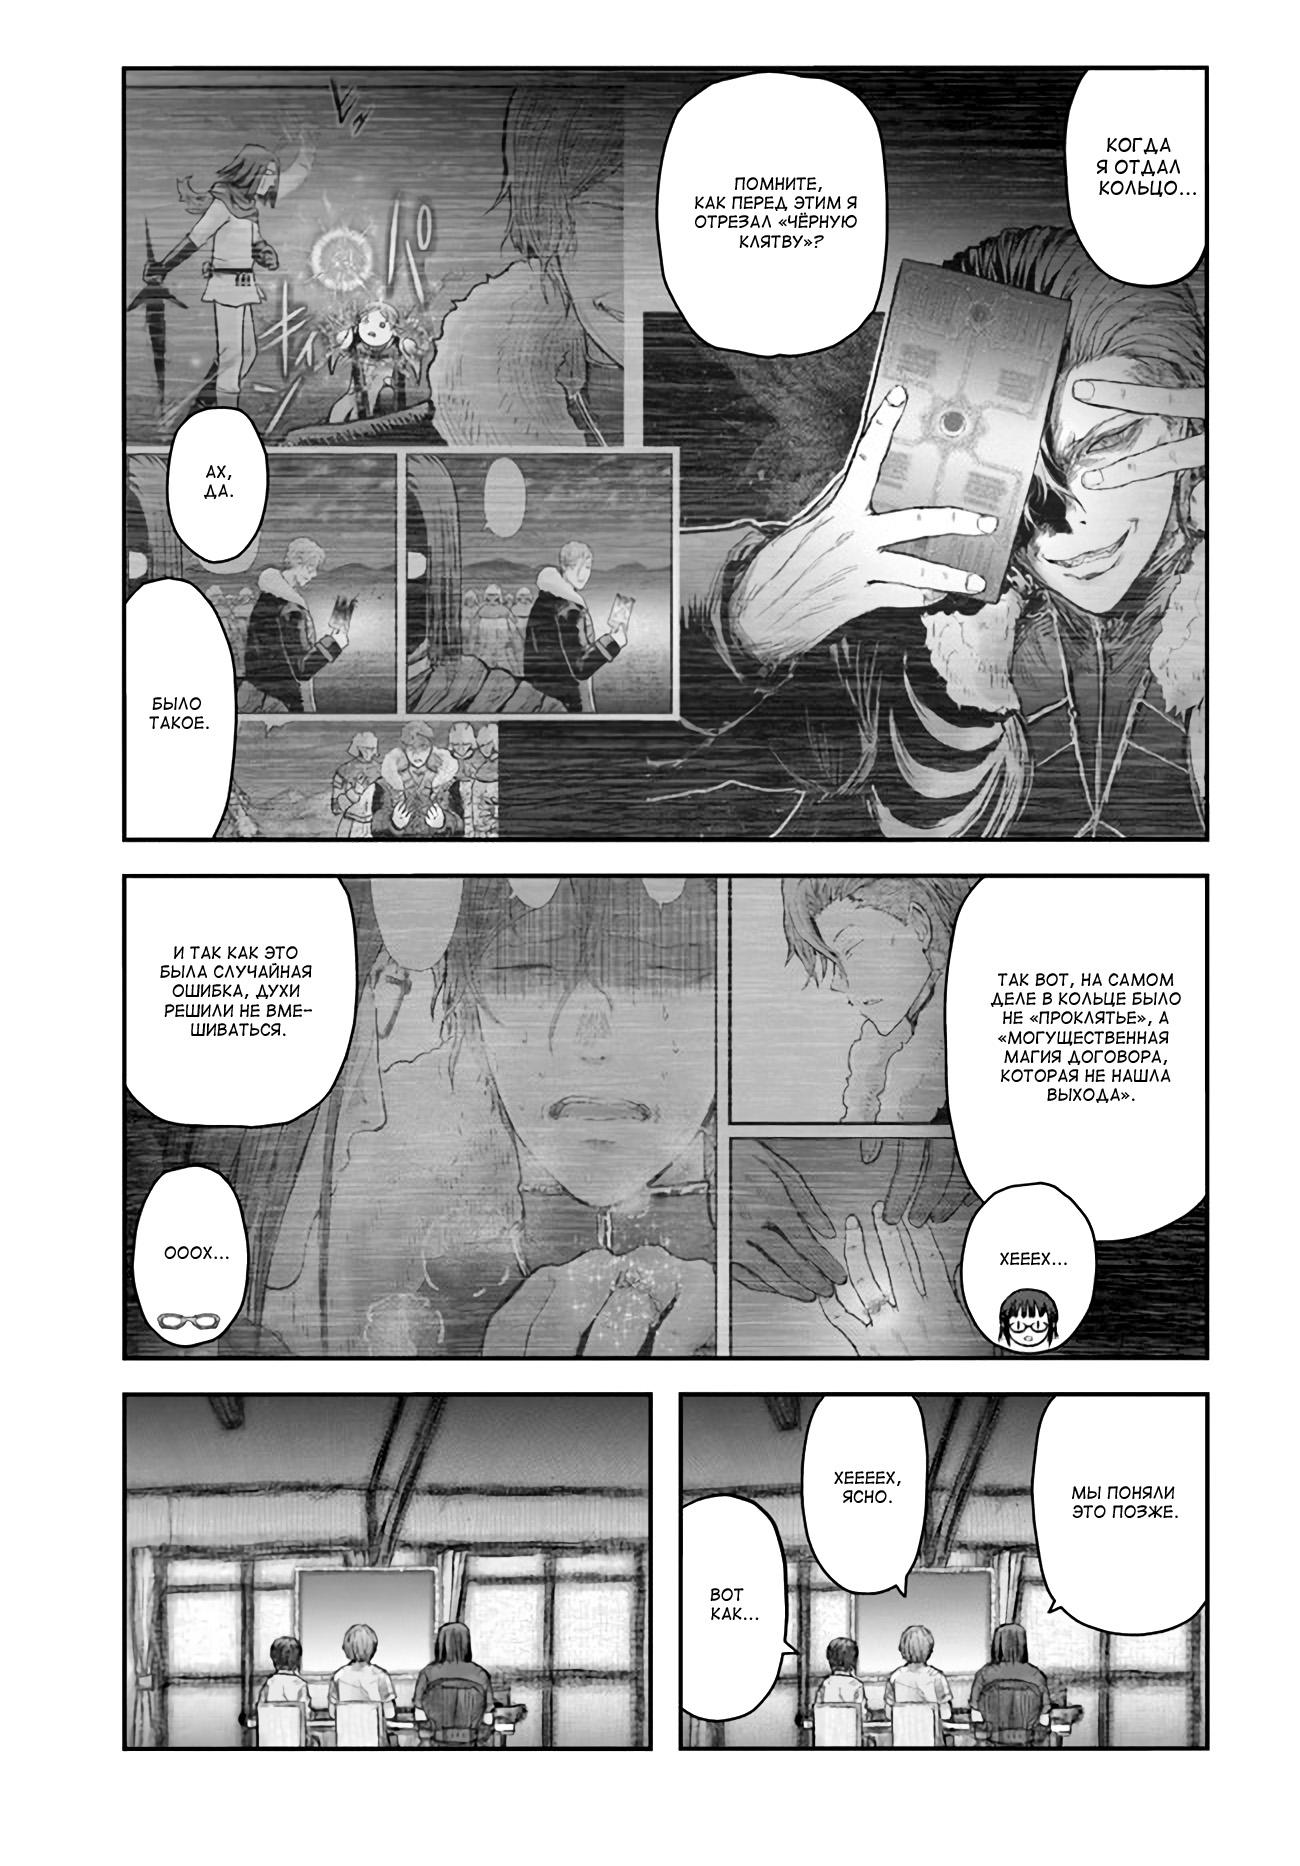 КОГДА
Я ОТДАЛ
КОЛЬЦО...
ПОМНИТЕ,
КАК ПЕРЕД ЭТИМ Я
ОТРЕЗАЛ «ЧЁРНУЮ
КЛЯТВУ»?
АХ,
ДА.
БЫЛО
ТАКОЕ.
ТАК ВОТ, НА САМОМ
ДЕЛЕ В КОЛЬЦЕ БЫЛО
НЕ «ПРОКЛЯТЬЕ», А
«МОГУЩЕСТВЕННАЯ
МАГИЯ ДОГОВОРА,
КОТОРАЯ НЕ НАШЛА
ВЫХОДА».
ХЕЕЕХ...
И ТАК КАК ЭТО
БЫЛА СЛУЧАЙНАЯ
ОШИБКА, ДУХИ
РЕШИЛИ НЕ ВМЕ-
ШИВАТЬСЯ.
ОООХ...
МЫ ПОНЯЛИ
ЭТО ПОЗЖЕ.
ХЕЕЕЕХ,
ЯСНО.
ВОТ
КАК...